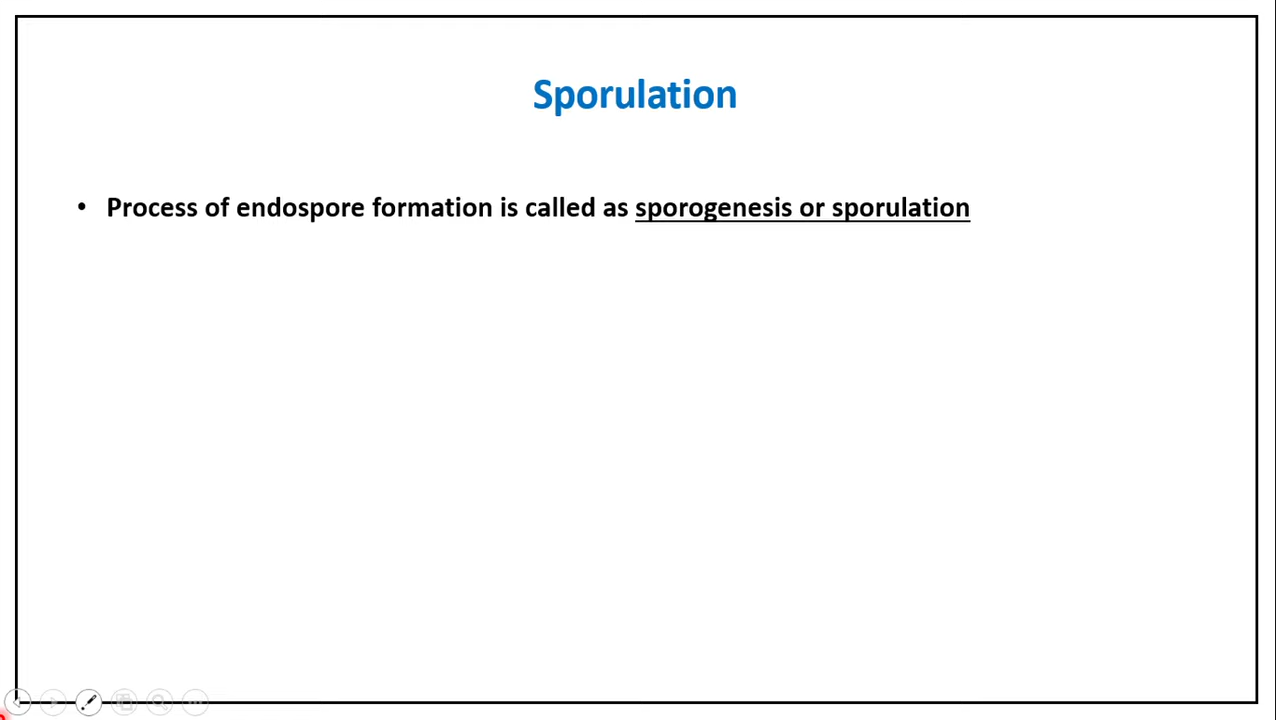 Sporulation
• Process of endospore formation is called as sporogenesis or sporulation